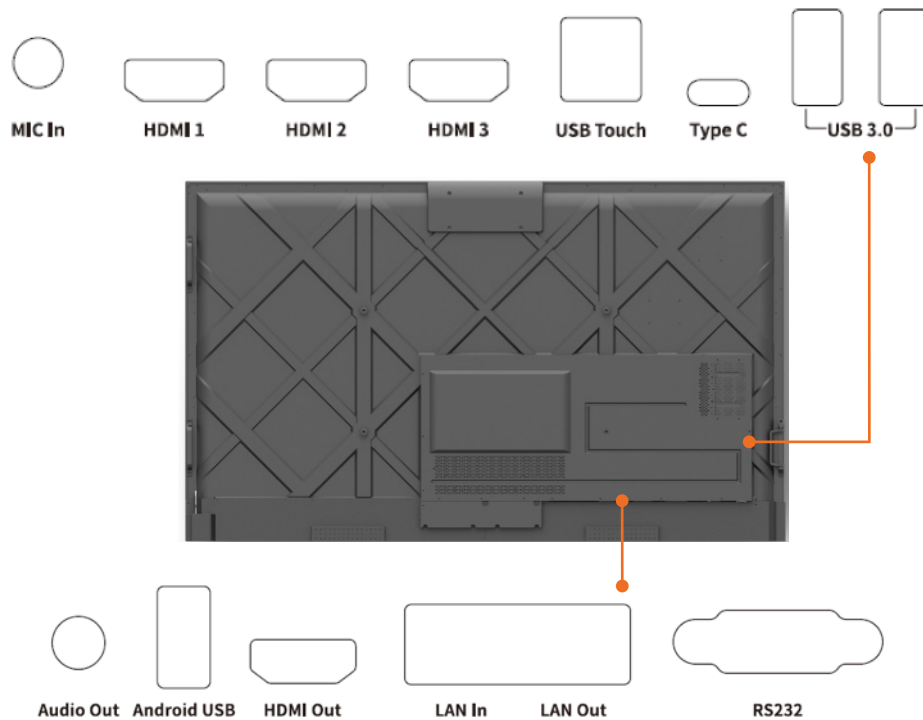 MIC In HDMI 1 HDMI 2 HDMI 3 USB Touch Type C USB 3.0
Audio Out Android USB HDMI Out LAN In LAN Out RS232